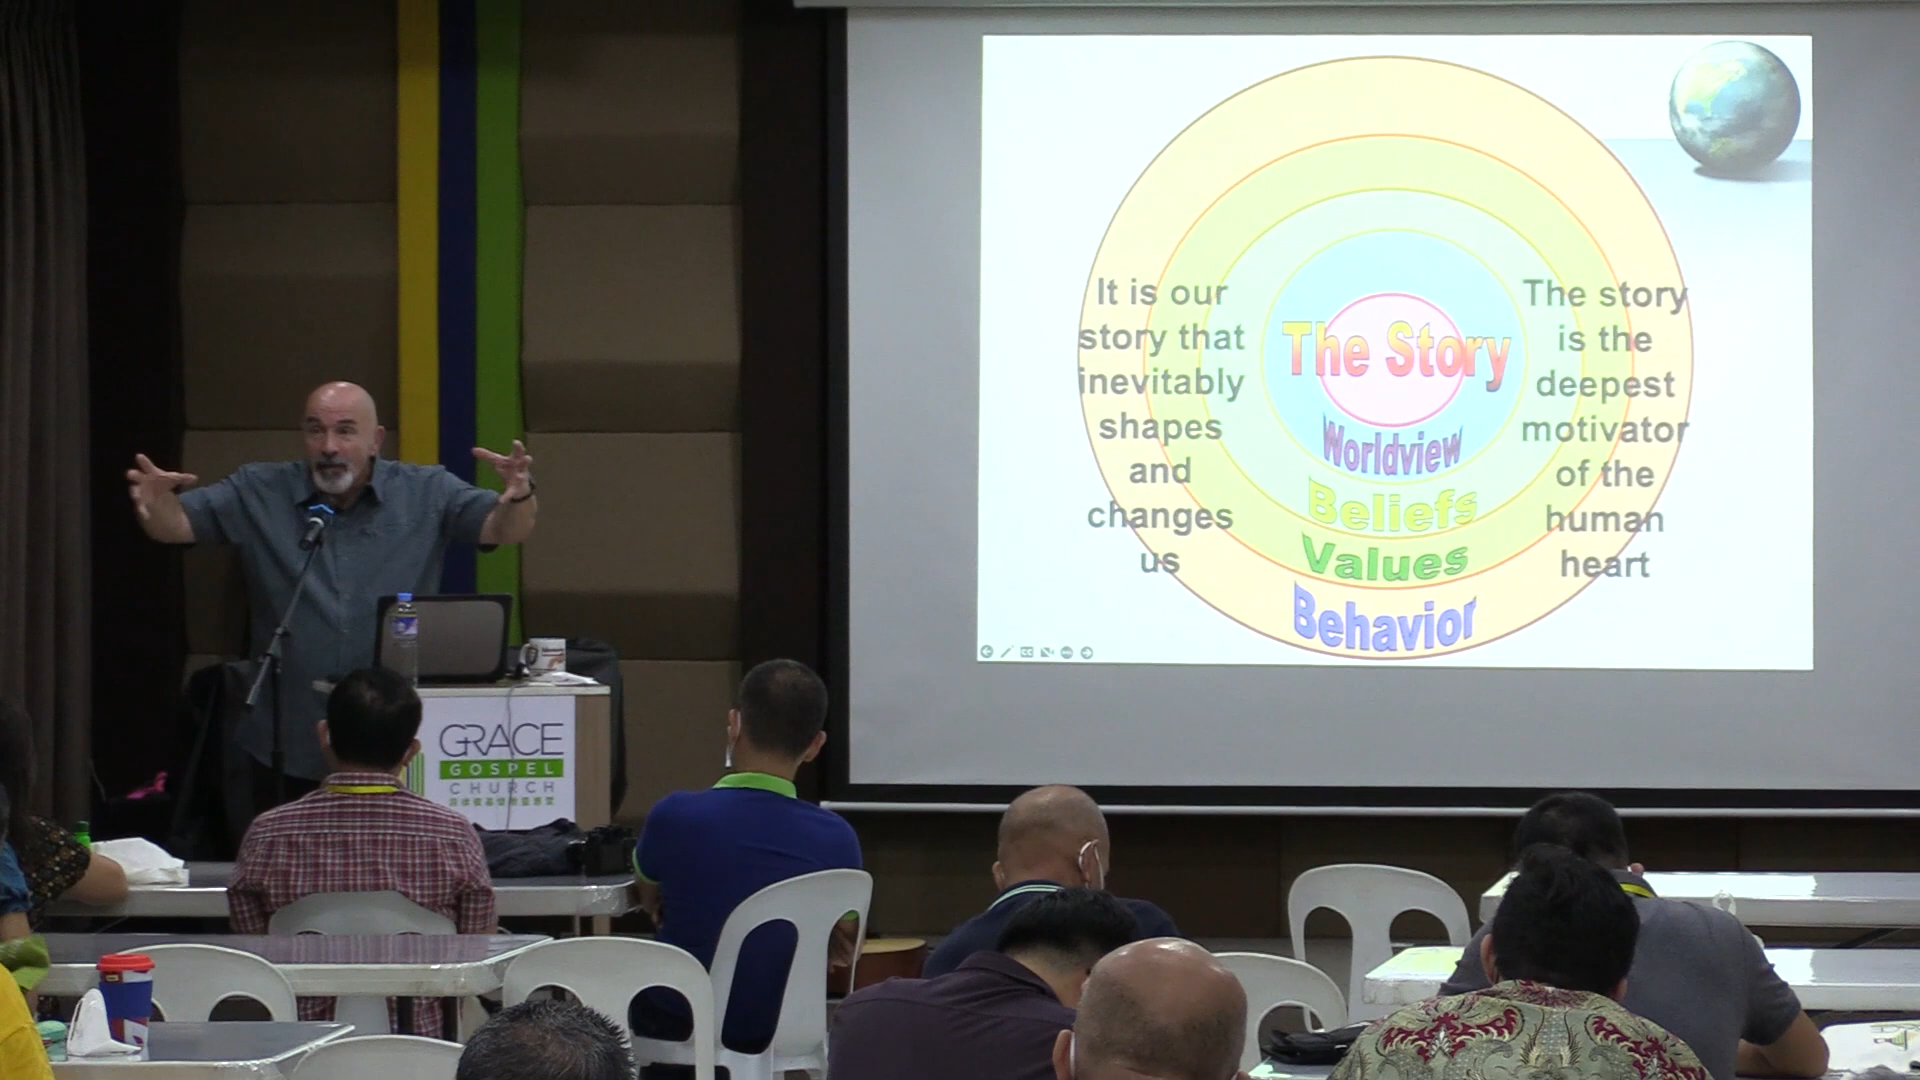 It is our
story that
inevitably
shapes
and
changes
us
The Story
Worldview
Beliefs
Values
Behavior
The story
is the
deepest
motivator
of the
human
heart
GRACE
GOSPEL
CHURCH